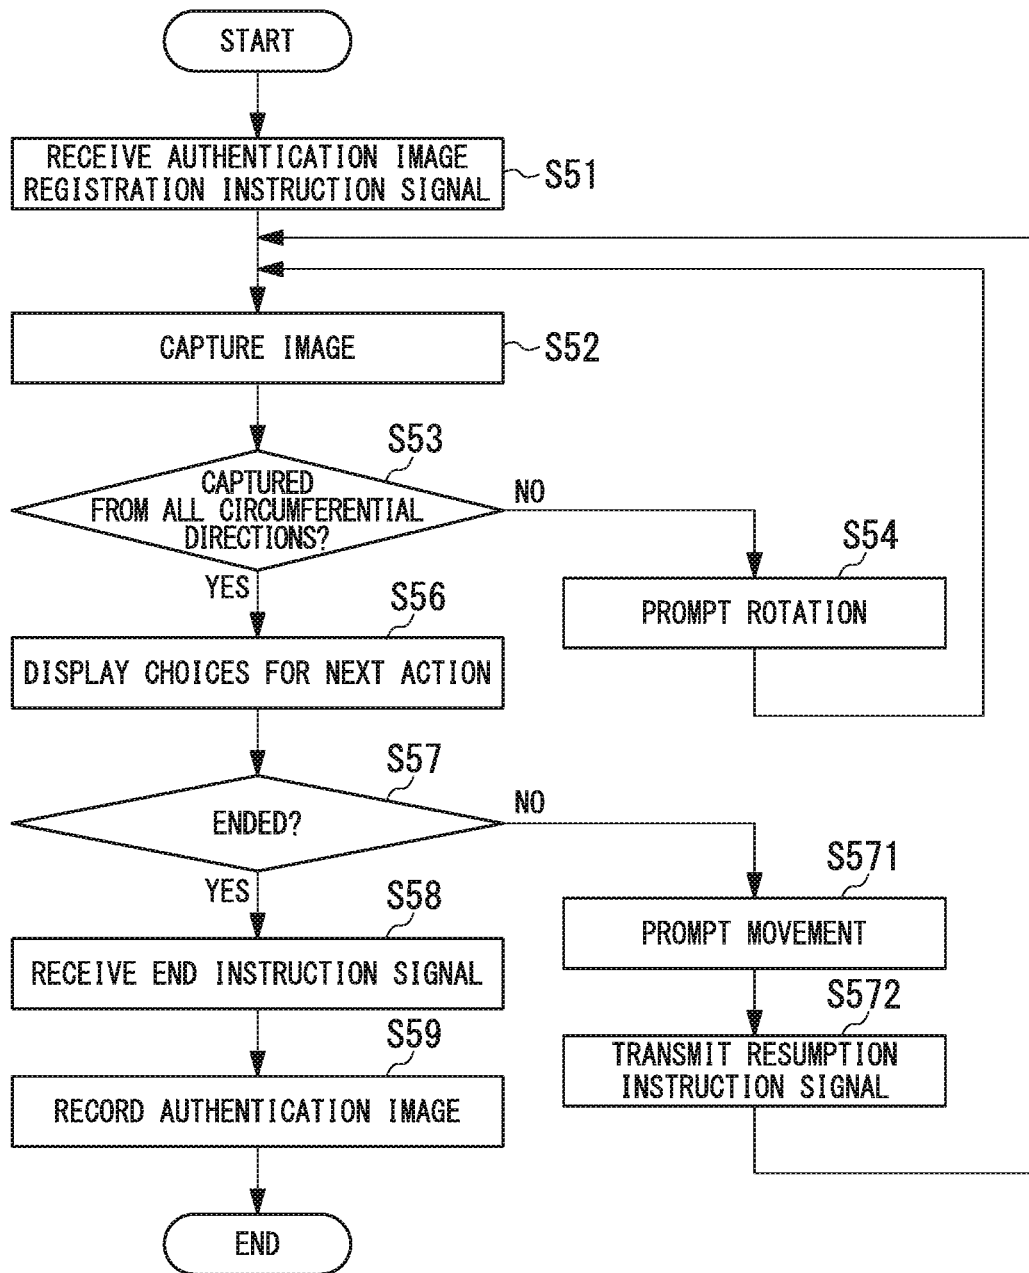 START
RECEIVE AUTHENTICATION IMAGE
REGISTRATION INSTRUCTION SIGNAL
S51
CAPTURE IMAGE
S52
S53
CAPTURED
FROM ALL CIRCUMFERENTIAL
DIRECTIONS?
NO
YES
S54
PROMPT ROTATION
S56
DISPLAY CHOICES FOR NEXT ACTION
S57
ENDED?
NO
YES
S571
PROMPT MOVEMENT
S58
RECEIVE END INSTRUCTION SIGNAL
S572
TRANSMIT RESUMPTION
INSTRUCTION SIGNAL
S59
RECORD AUTHENTICATION IMAGE
END